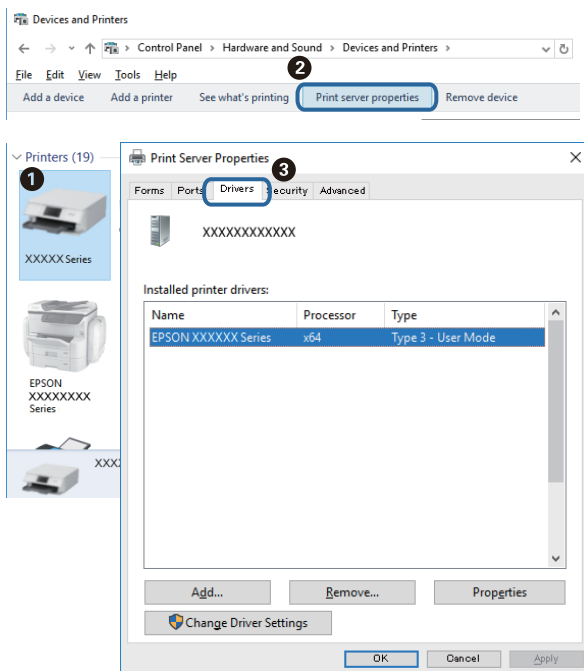 Devices and Printers
Control Panel > Hardware and Sound > Devices and Printers >
2
File Edit View Tools Help
Add a device Add a printer See what's printing Print server properties Remove device
Printers (19)
1
XXXXX Series
EPSON
XXXXXXXX
Series
XXX
Print Server Properties
3
Forms Ports Drivers ecurity Advanced
XXXXXXXXXXXX
Installed printer drivers:
Name Processor Type
EPSON XXXXXX Series x64 Type 3 - User Mode
Add... Remove... Properties
Change Driver Settings
OK Cancel Apply